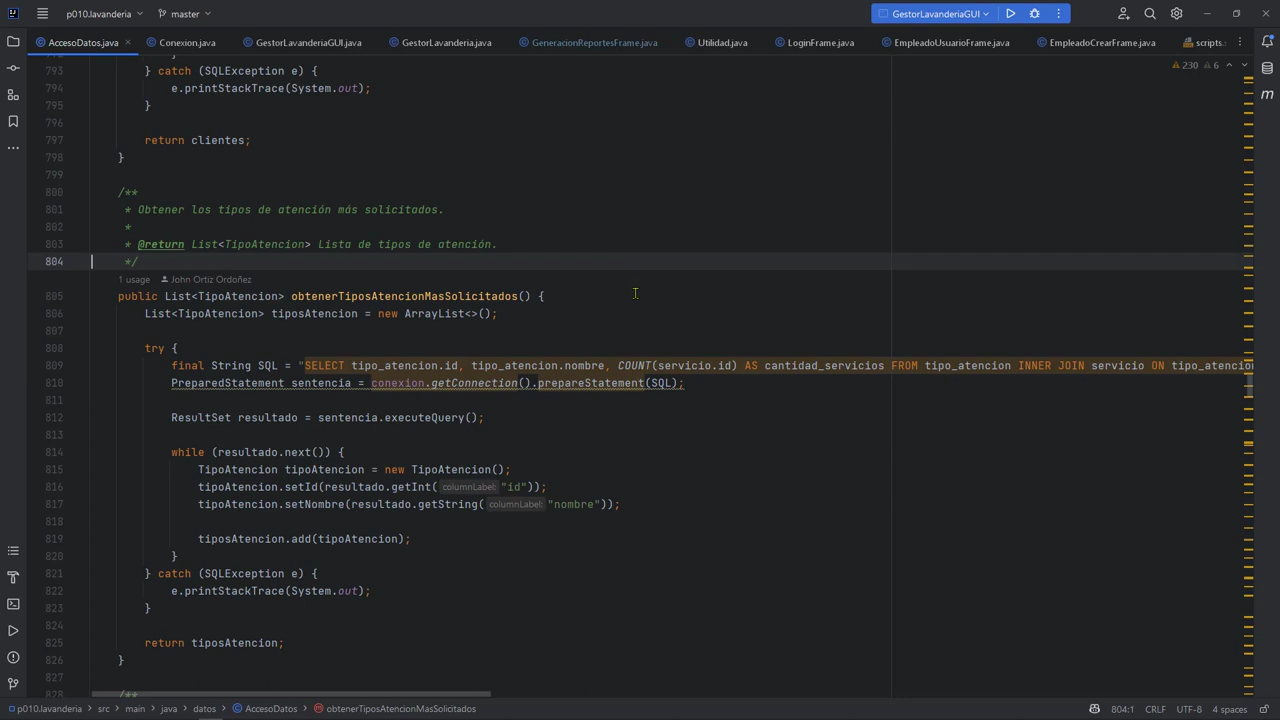 p010.lavanderia
master
GestorLavanderiaGUI
AccesoDatos.java
Conexion.java
GestorLavanderiaGUI.java
GestorLavanderia.java
GeneracionReportesFrame.java
Utilidad.java
LoginFrame.java
EmpleadoUsuarioFrame.java
EmpleadoCrearFrame.java
scripts.
230
6
793 } catch (SQLException e) {
794 e.printStackTrace(System.out);
795 }
796
797 return clientes;
798 }
799
800 /**
801 * Obtener los tipos de atención más solicitados.
802 *
803 * @return List<TipoAtencion> Lista de tipos de atención.
804 */
1 usage John Ortiz Ordoñez
805 public List<TipoAtencion> obtenerTiposAtencionMasSolicitados() {
806 List<TipoAtencion> tiposAtencion = new ArrayList<>();
807
808 try {
809 final String SQL = "SELECT tipo_atencion.id, tipo_atencion.nombre, COUNT(servicio.id) AS cantidad_servicios FROM tipo_atencion INNER JOIN servicio ON tipo_atencion
810 PreparedStatement sentencia = conexion.getConnection().prepareStatement(SQL);
811
812 ResultSet resultado = sentencia.executeQuery();
813
814 while (resultado.next()) {
815 TipoAtencion tipoAtencion = new TipoAtencion();
816 tipoAtencion.setId(resultado.getInt( columnLabel: "id"));
817 tipoAtencion.setNombre(resultado.getString( columnLabel: "nombre"));
818
819 tiposAtencion.add(tipoAtencion);
820 }
821 } catch (SQLException e) {
822 e.printStackTrace(System.out);
823 }
824
825 return tiposAtencion;
826 }
827
828 /**
p010.lavanderia > src > main > java > datos > AccesoDatos > obtenerTiposAtencionMasSolicitados
804:1 CRLF UTF-8 4 spaces